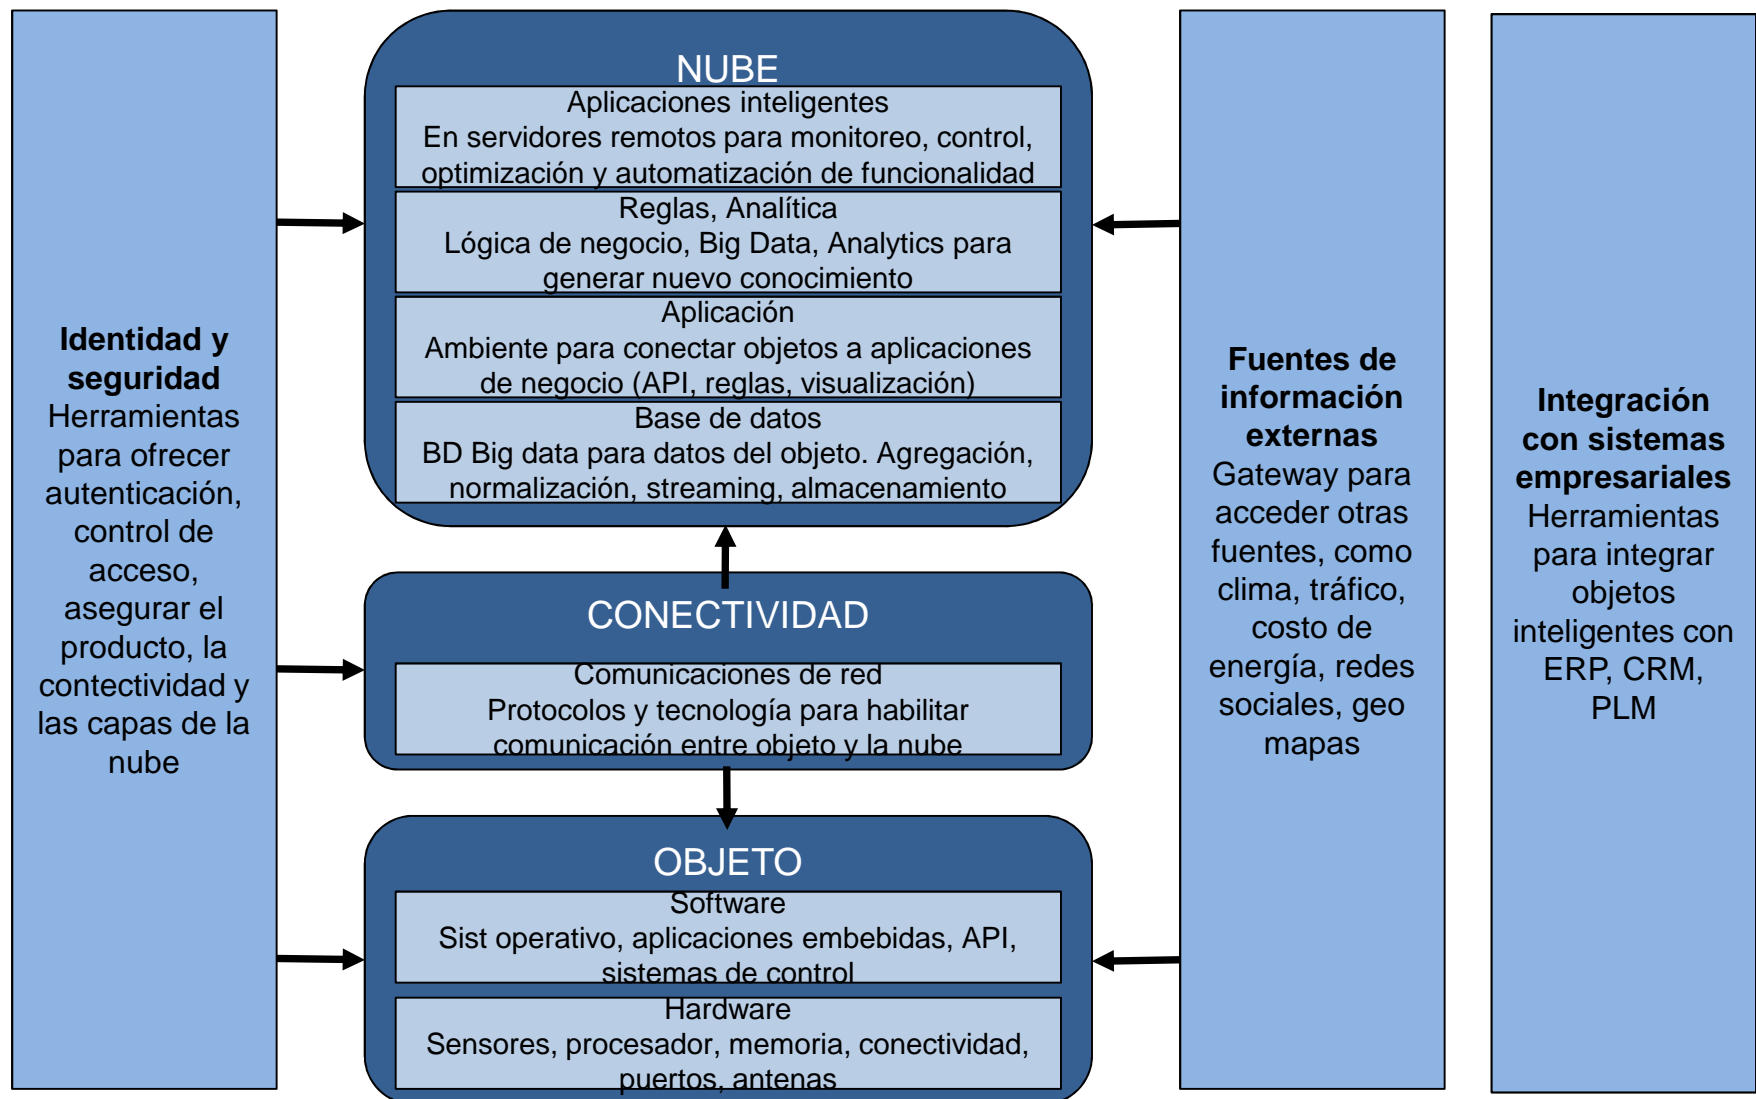 Identidad y
seguridad
Herramientas
para ofrecer
autenticación,
control de
acceso,
asegurar el
producto, la
contectividad y
las capas de la
nube
NUBE
Aplicaciones inteligentes
En servidores remotos para monitoreo, control,
optimización y automatización de funcionalidad
Reglas, Analítica
Lógica de negocio, Big Data, Analytics para
generar nuevo conocimiento
Aplicación
Ambiente para conectar objetos a aplicaciones
de negocio (API, reglas, visualización)
Base de datos
BD Big data para datos del objeto. Agregación,
normalización, streaming, almacenamiento
CONECTIVIDAD
Comunicaciones de red
Protocolos y tecnología para habilitar
comunicación entre objeto y la nube
OBJETO
Software
Sist operativo, aplicaciones embebidas, API,
sistemas de control
Hardware
Sensores, procesador, memoria, conectividad,
puertos, antenas
Fuentes de
información
externas
Gateway para
acceder otras
fuentes, como
clima, tráfico,
costo de
energía, redes
sociales, geo
mapas
Integración
con sistemas
empresariales
Herramientas
para integrar
objetos
inteligentes con
ERP, CRM,
PLM